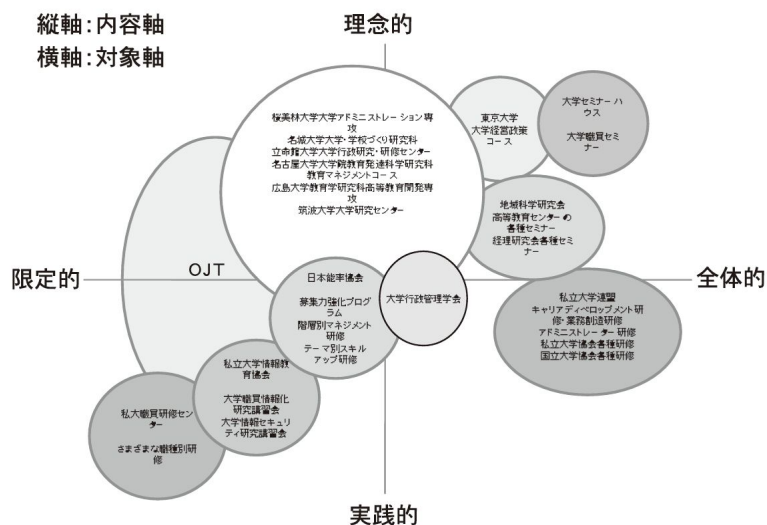 縦軸：内容軸
横軸：対象軸
理念的
桜美林大学大学アドミニストレーション専
攻
名城大学大学・学校づくり研究科
立命館大学大学行政研究・研修センター
名古屋大学大学院教育発達科学研究科
教育マネジメントコース
広島大学教育学研究科高等教育開発専
攻
筑波大学大学研究センター
東京大学
大学経営政策
コース
大学セミナーハ
ウス
大学職員セミ
ナー
地域科学研究会
高等教育センターの
各種セミナー
経理研究会各種セミ
ナー
限定的
OJT
全体的
日本能率協会
募集力強化プログ
ラム
階層別マネジメント
研修
テーマ別スキル
アップ研修
大学行政管理学会
私立大学連盟
キャリアディベロップメント研
修・業務創造研修
アドミニストレーター研修
私立大学協会各種研修
国立大学協会各種研修
私立大学情報教
育協会
大学職員情報化
研究講習会
大学情報セキュリ
ティ研究講習会
私大職員研修セン
ター
さまざまな職種別研
修
実践的